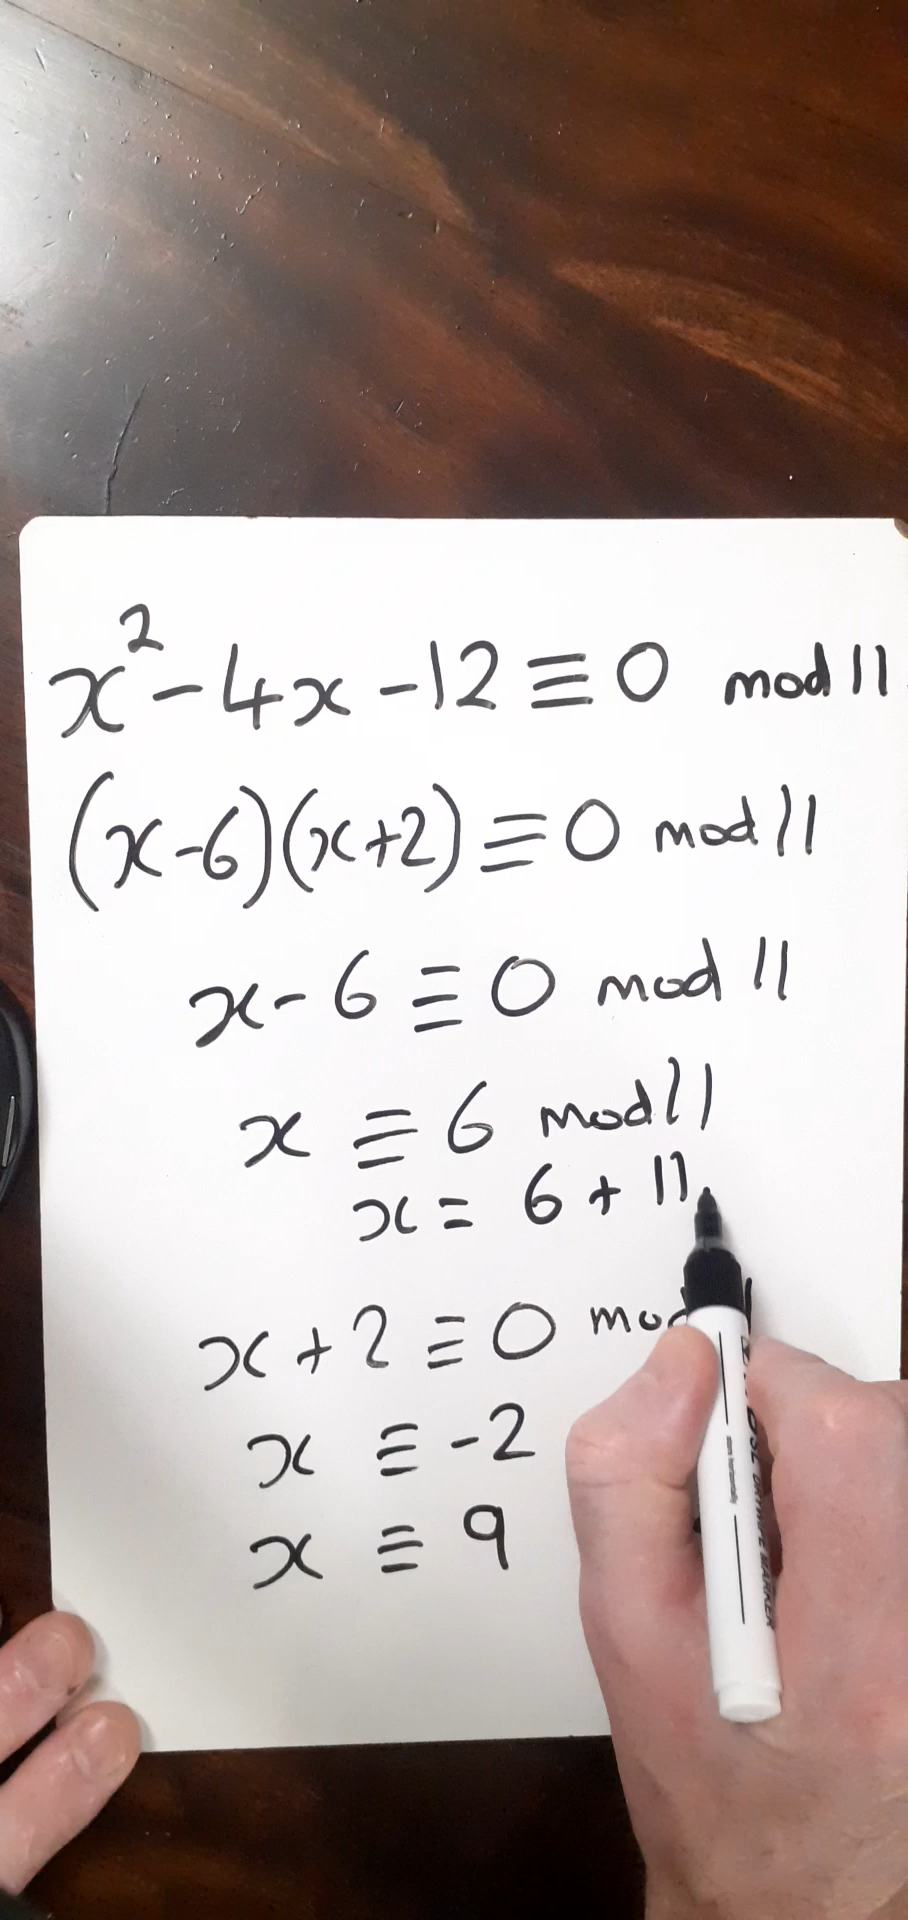 x² - 4x - 12 ≡ 0 mod 11
(x-6)(x+2) ≡ 0 mod 11
x - 6 ≡ 0 mod 11
x ≡ 6 mod 11
x = 6 + 11
x + 2 ≡ 0
x ≡ -2
x ≡ 9